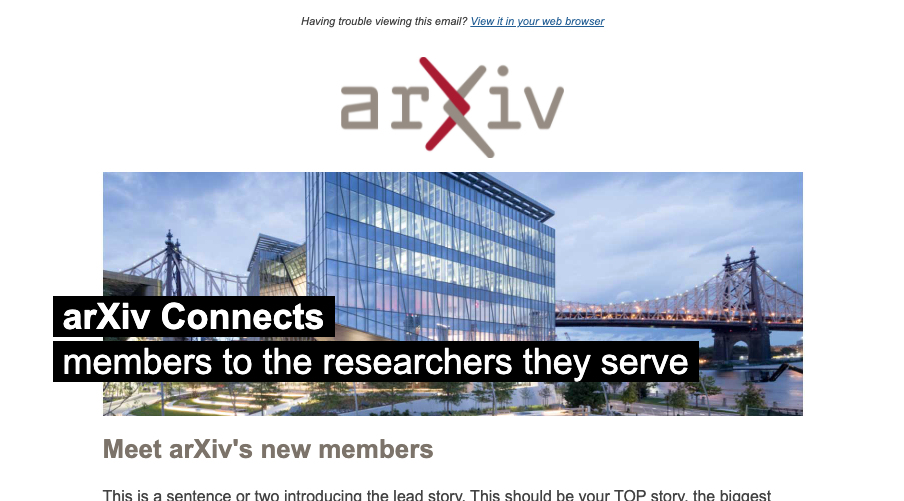 Having trouble viewing this email? View it in your web browser
arXiv
arXiv Connects
members to the researchers they serve
Meet arXiv's new members
This is a sentence or two introducing the lead story. This should be your TOP story, the biggest